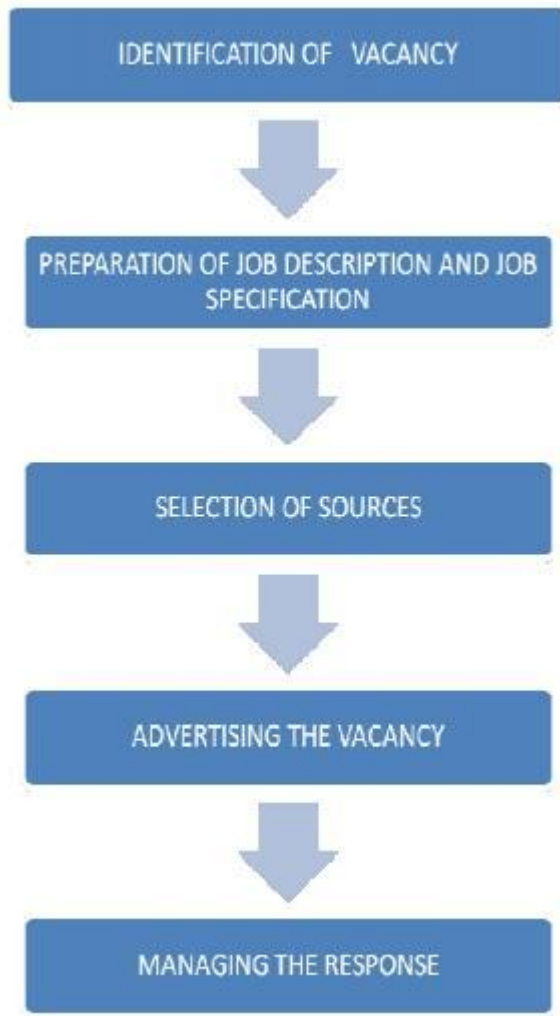 IDENTIFICATION OF VACANCY
PREPARATION OF JOB DESCRIPTION AND JOB
SPECIFICATION
SELECTION OF SOURCES
ADVERTISING THE VACANCY
MANAGING THE RESPONSE